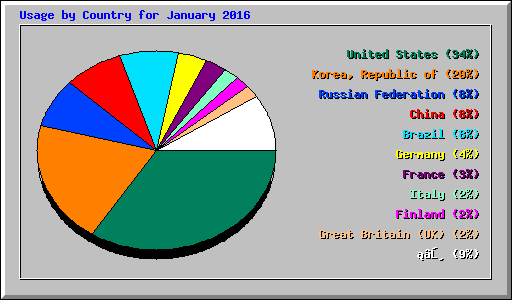 Usage by Country for January 2016
United States (34%)
Korea, Republic of (20%)
Russian Federation (8%)
China (8%)
Brazil (8%)
Germany (4%)
France (3%)
Italy (2%)
Finland (2%)
Great Britain (UK) (2%)
(9%)